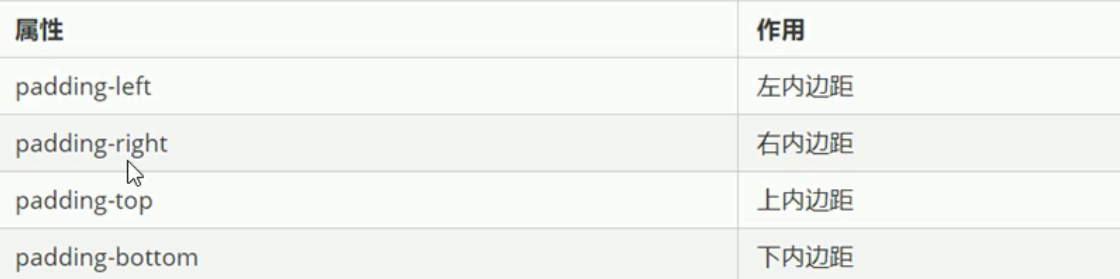 属性 作用
padding-left 左内边距
padding-right 右内边距
padding-top 上内边距
padding-bottom 下内边距